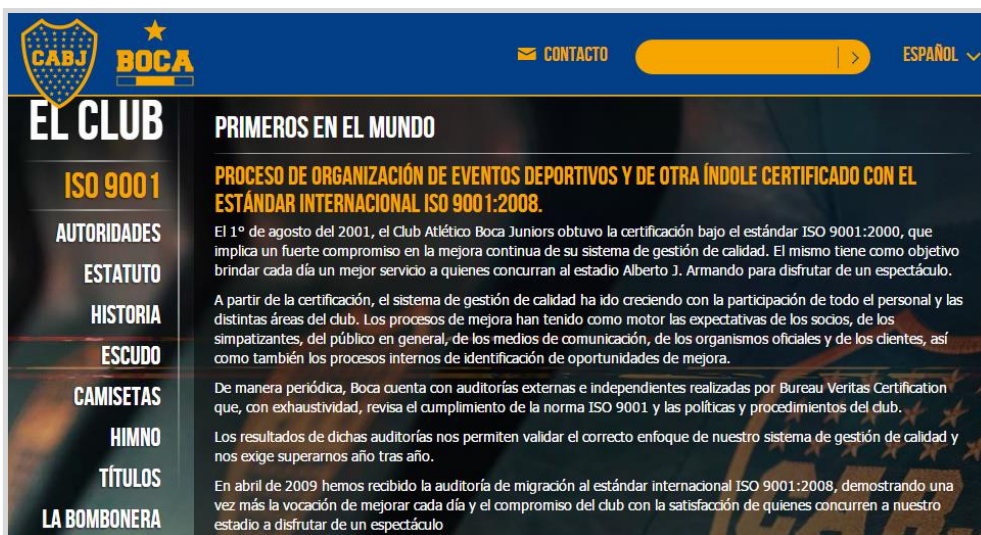 CABJ
BOCA
CONTACTO
ESPAÑOL
EL CLUB
ISO 9001
AUTORIDADES
ESTATUTO
HISTORIA
ESCUDO
CAMISETAS
HIMNO
TÍTULOS
LA BOMBONERA
PRIMEROS EN EL MUNDO
PROCESO DE ORGANIZACIÓN DE EVENTOS DEPORTIVOS Y DE OTRA ÍNDOLE CERTIFICADO CON EL
ESTÁNDAR INTERNACIONAL ISO 9001:2008.
El 1º de agosto del 2001, el Club Atlético Boca Juniors obtuvo la certificación bajo el estándar ISO 9001:2000, que
implica un fuerte compromiso en la mejora continua de su sistema de gestión de calidad. El mismo tiene como objetivo
brindar cada día un mejor servicio a quienes concurran al estadio Alberto J. Armando para disfrutar de un espectáculo.
A partir de la certificación, el sistema de gestión de calidad ha ido creciendo con la participación de todo el personal y las
distintas áreas del club. Los procesos de mejora han tenido como motor las expectativas de los socios, de los
simpatizantes, del público en general, de los medios de comunicación, de los organismos oficiales y de los clientes, así
como también los procesos internos de identificación de oportunidades de mejora.
De manera periódica, Boca cuenta con auditorías externas e independientes realizadas por Bureau Veritas Certification
que, con exhaustividad, revisa el cumplimiento de la norma ISO 9001 y las políticas y procedimientos del club.
Los resultados de dichas auditorías nos permiten validar el correcto enfoque de nuestro sistema de gestión de calidad y
nos exige superarnos año tras año.
En abril de 2009 hemos recibido la auditoría de migración al estándar internacional ISO 9001:2008, demostrando una
vez más la vocación de mejorar cada día y el compromiso del club con la satisfacción de quienes concurren a nuestro
estadio a disfrutar de un espectáculo
C.A.B.